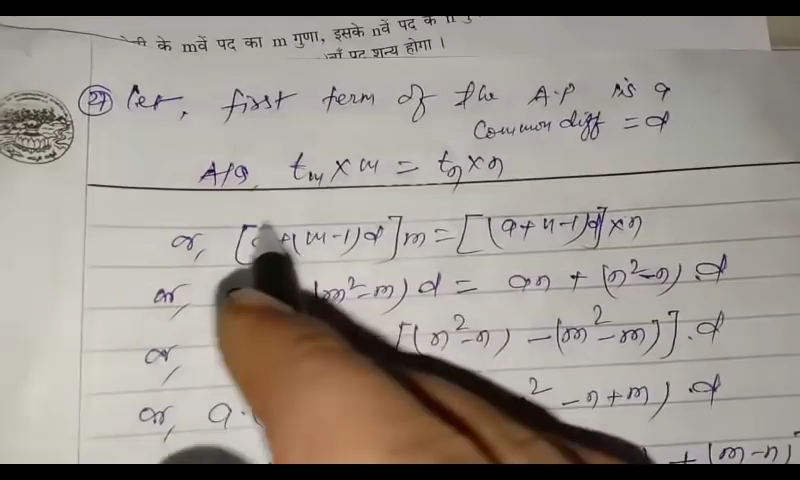 के mवें पद का m गुणा, इसके nवें पद के n गु
पद शून्य होगा ।
(29) Let, first term of the A.P is a
Common diff = d
A/Q, tm × m = tn × n
or, [a+(m-1)d]m = [(a+n-1)d]×n
or, (m²-m) d = an + (n²-n).d
or, [(n²-n) - (m²-m)].d
or, a. ² - n+m).d
+ (m-n)